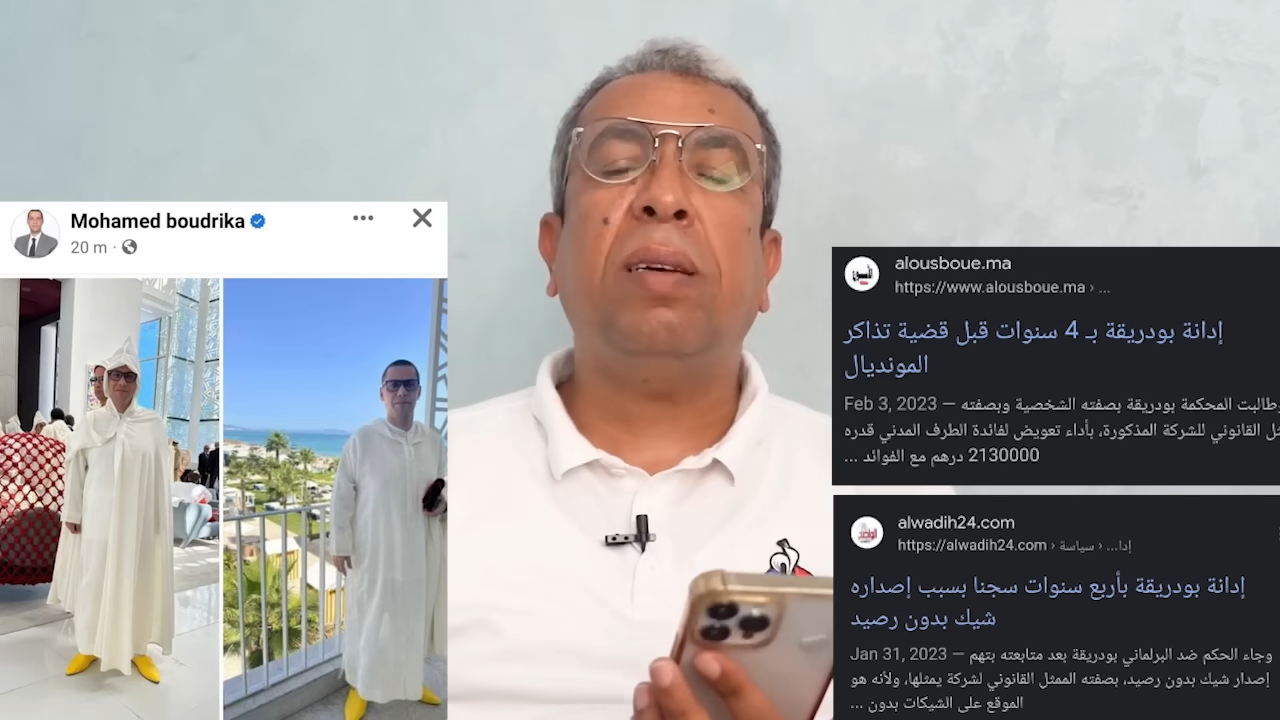 Mohamed boudrika
20 m ·
alousboue.ma
https://www.alousboue.ma › ...
إدانة بودريقة بـ 4 سنوات قبل قضية تذاكر
المونديال
Feb 3, 2023 — طالبت المحكمة بودريقة بصفته الشخصية وبصفته
القانوني للشركة المذكورة، بأداء تعويض لفائدة الطرف المدني قدره
2130000 درهم مع الفوائد ...
alwadih24.com
https://alwadih24.com › سياسة › إدا...
إدانة بودريقة بأربع سنوات سجنا بسبب إصداره
شيك بدون رصيد
Jan 31, 2023 — وجاء الحكم ضد البرلماني بودريقة بعد متابعته بتهم
إصدار شيك بدون رصيد، بصفته الممثل القانوني لشركة يمثلها، ولأنه هو
الموقع على الشيكات بدون ...